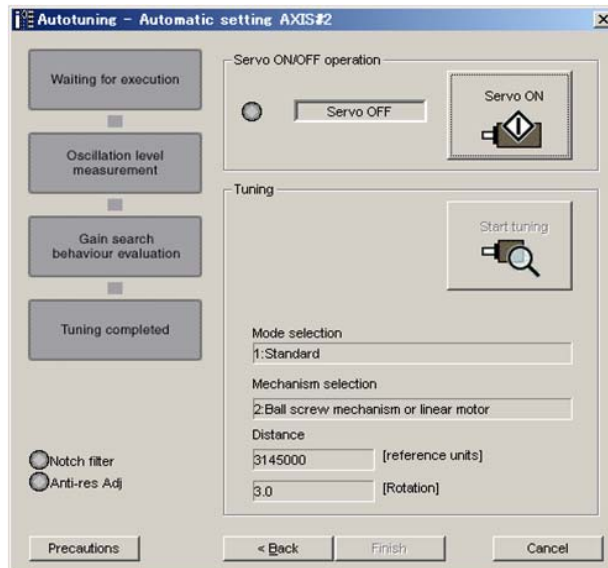 Autotuning - Automatic setting AXIS#2
Waiting for execution
Oscillation level
measurement
Gain search
behaviour evaluation
Tuning completed
Notch filter
Anti-res Adj
Servo ON/OFF operation
Servo OFF
Servo ON
Tuning
Start tuning
Mode selection
1:Standard
Mechanism selection
2:Ball screw mechanism or linear motor
Distance
3145000 [reference units]
3.0 [Rotation]
Precautions
< Back
Finish
Cancel